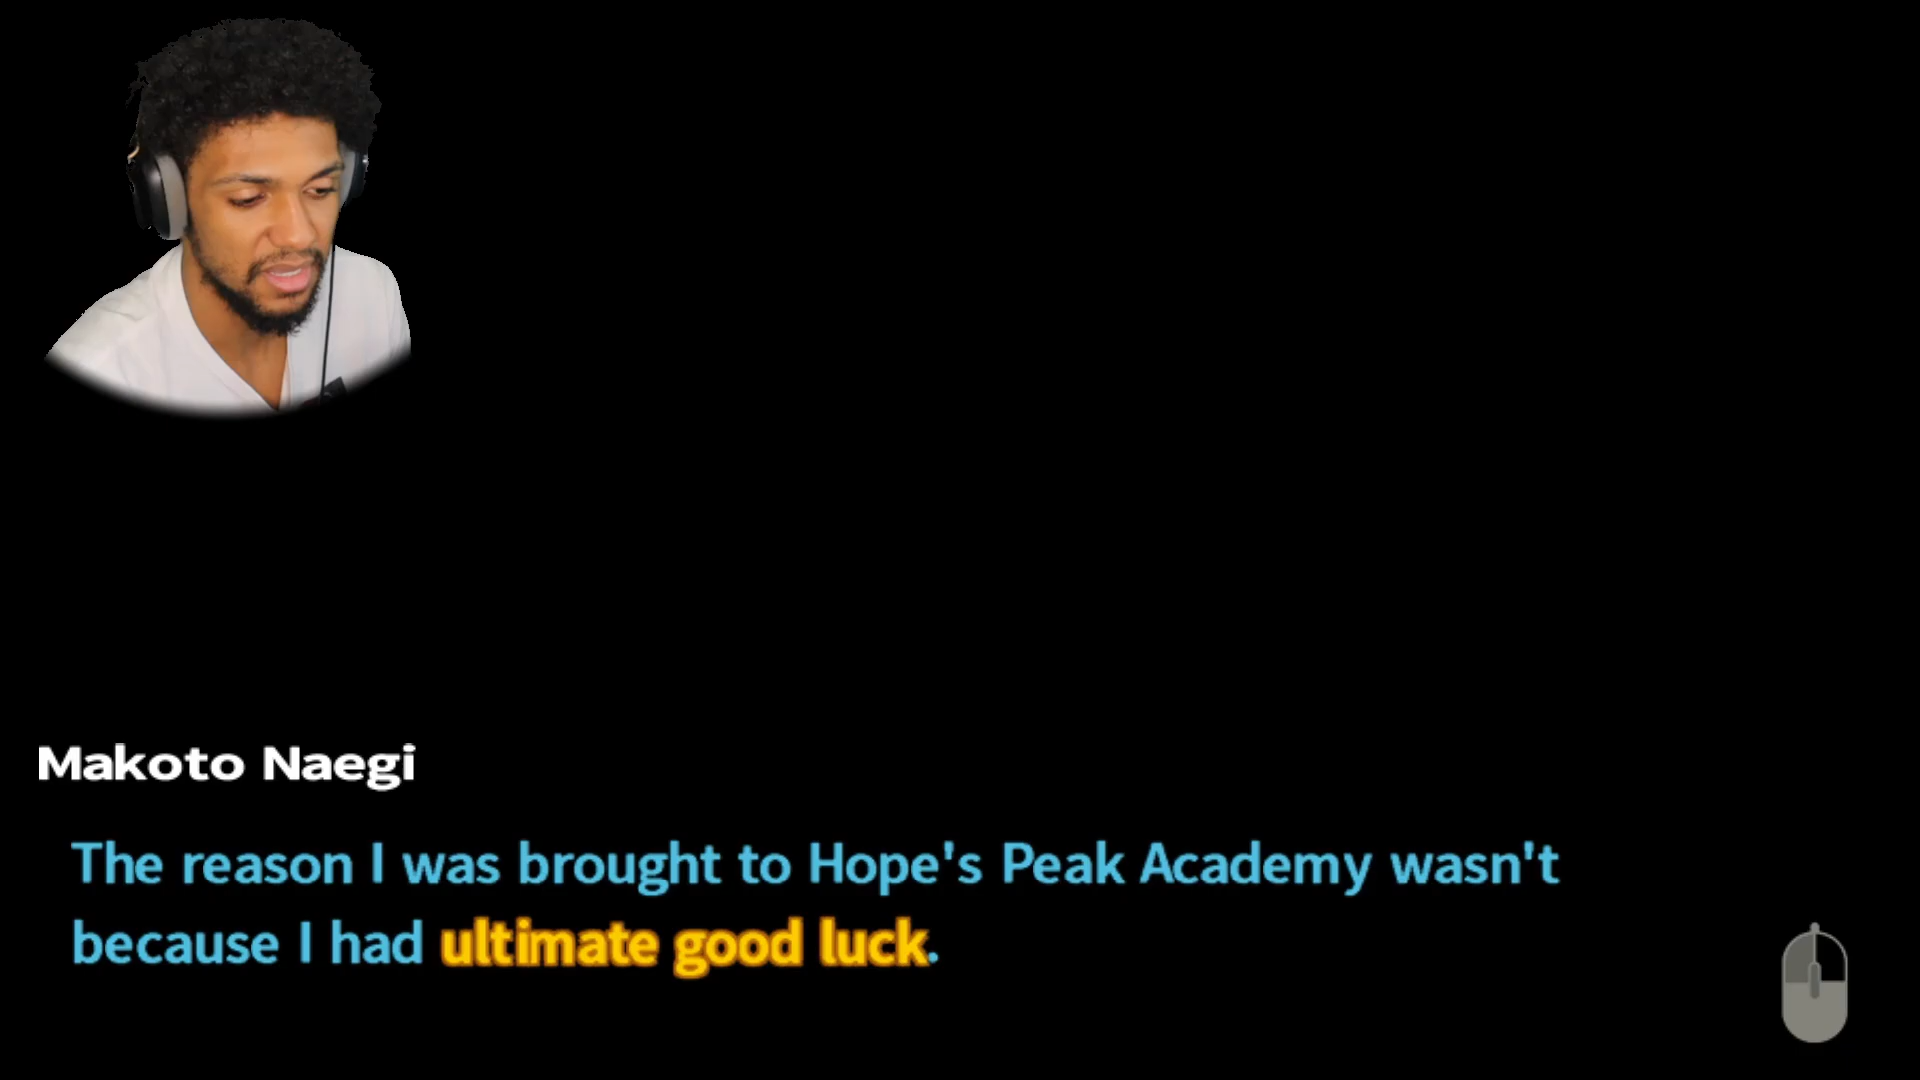 Makoto Naegi
The reason I was brought to Hope's Peak Academy wasn't
because I had ultimate good luck.